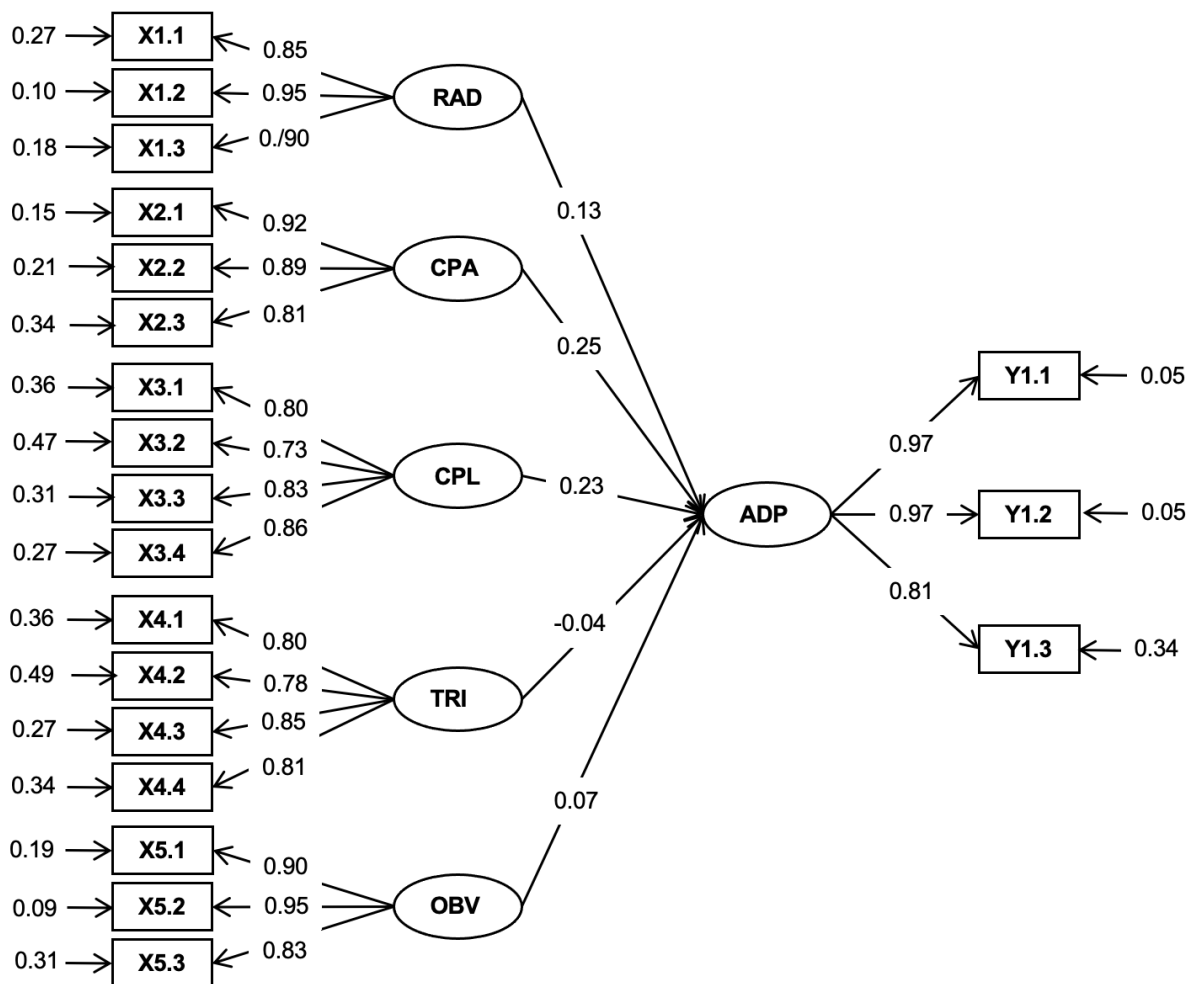 0.27 X1.1 0.85
0.10 X1.2 0.95 RAD
0.18 X1.3 0./90
0.13
0.15 X2.1 0.92
0.21 X2.2 0.89 CPA
0.34 X2.3 0.81
0.25
0.36 X3.1 0.80
0.47 X3.2 0.73
0.31 X3.3 0.83 CPL 0.23
0.27 X3.4 0.86
ADP
0.97 Y1.1 0.05
0.97 Y1.2 0.05
0.81 Y1.3 0.34
0.36 X4.1 0.80
-0.04
0.49 X4.2 0.78
0.27 X4.3 0.85 TRI
0.34 X4.4 0.81
0.07
0.19 X5.1 0.90
0.09 X5.2 0.95 OBV
0.31 X5.3 0.83